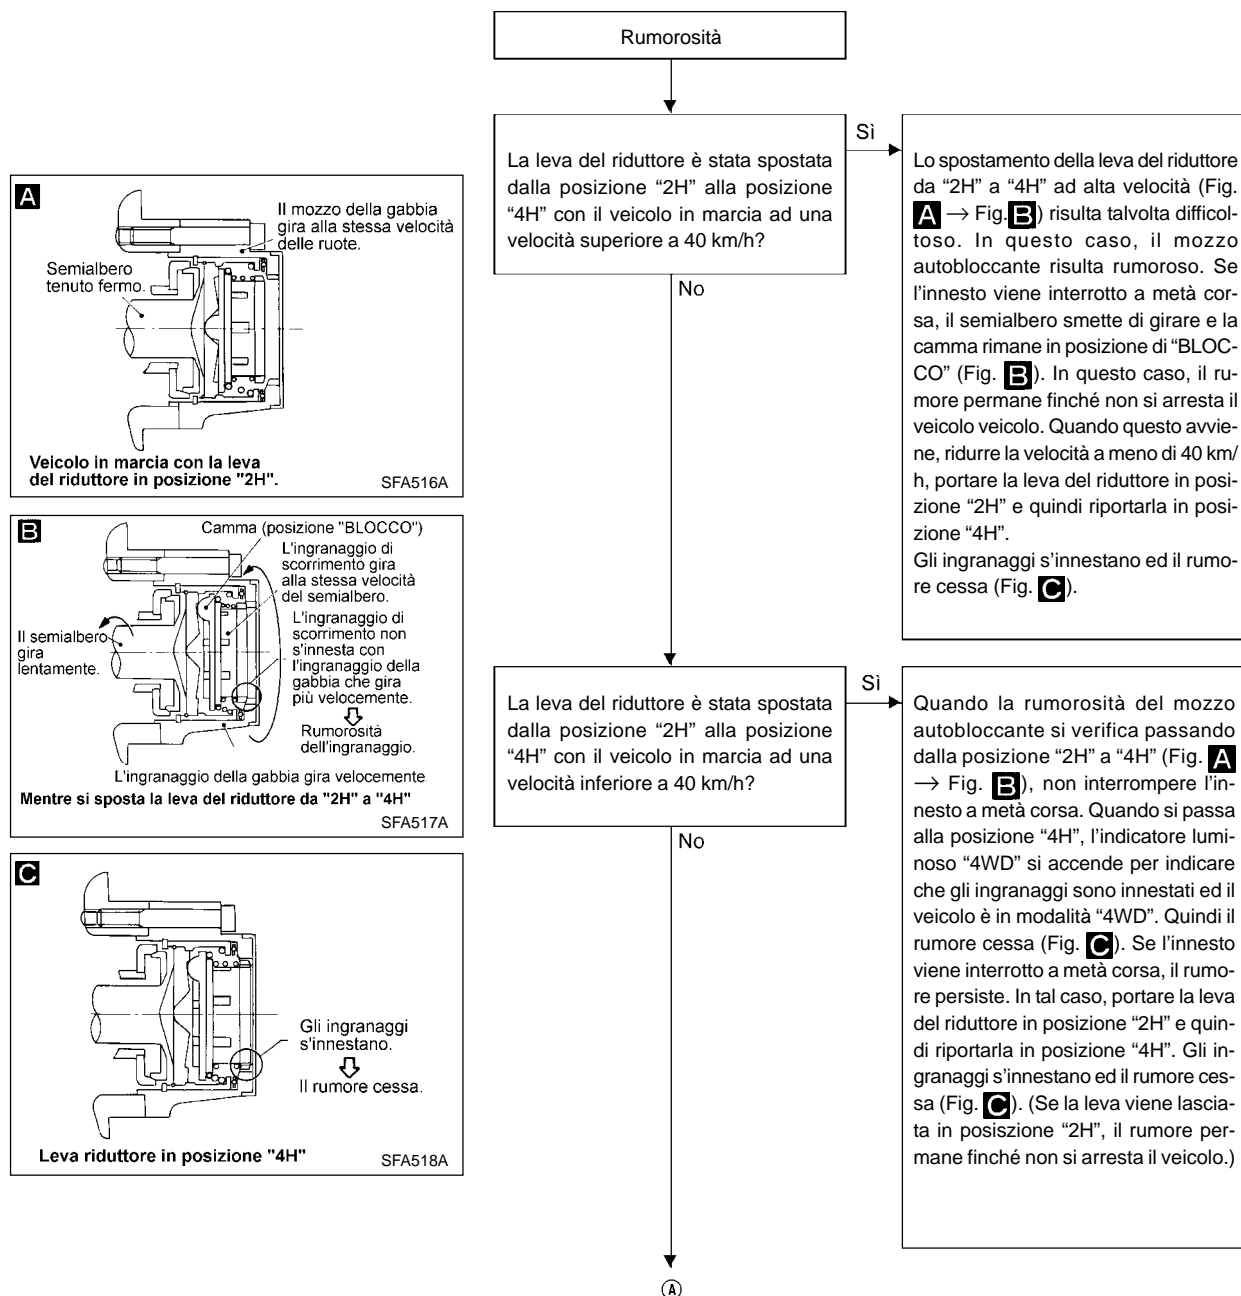 Rumorosità
La leva del riduttore è stata spostata
dalla posizione “2H” alla posizione
“4H” con il veicolo in marcia ad una
velocità superiore a 40 km/h?
Sì
No
Lo spostamento della leva del riduttore
da “2H” a “4H” ad alta velocità (Fig.
A → Fig. B) risulta talvolta difficol-
toso. In questo caso, il mozzo
autobloccante risulta rumoroso. Se
l’innesto viene interrotto a metà cor-
sa, il semialbero smette di girare e la
camma rimane in posizione di “BLOC-
CO” (Fig. B). In questo caso, il ru-
more permane finché non si arresta il
veicolo veicolo. Quando questo avvie-
ne, ridurre la velocità a meno di 40 km/
h, portare la leva del riduttore in posi-
zione “2H” e quindi riportarla in posi-
zione “4H”.
Gli ingranaggi s’innestano ed il rumo-
re cessa (Fig. C).
A
Il mozzo della gabbia
gira alla stessa velocità
delle ruote.
Semialbero
tenuto fermo.
Veicolo in marcia con la leva
del riduttore in posizione "2H".
SFA516A
B
Camma (posizione "BLOCCO")
L'ingranaggio di
scorrimento gira
alla stessa velocità
del semialbero.
L'ingranaggio di
scorrimento non
s'innesta con
l'ingranaggio della
gabbia che gira
più velocemente.
Rumorosità
dell'ingranaggio.
Il semialbero
gira
lentamente.
L'ingranaggio della gabbia gira velocemente
Mentre si sposta la leva del riduttore da "2H" a "4H"
SFA517A
C
Gli ingranaggi
s'innestano.
Il rumore cessa.
Leva riduttore in posizione "4H"
SFA518A
La leva del riduttore è stata spostata
dalla posizione “2H” alla posizione
“4H” con il veicolo in marcia ad una
velocità inferiore a 40 km/h?
Sì
No
Quando la rumorosità del mozzo
autobloccante si verifica passando
dalla posizione “2H” a “4H” (Fig. A
→ Fig. B), non interrompere l’in-
nesto a metà corsa. Quando si passa
alla posizione “4H”, l’indicatore lumi-
noso “4WD” si accende per indicare
che gli ingranaggi sono innestati ed il
veicolo è in modalità “4WD”. Quindi il
rumore cessa (Fig. C). Se l’innesto
viene interrotto a metà corsa, il rumo-
re persiste. In tal caso, portare la leva
del riduttore in posizione “2H” e quin-
di riportarla in posizione “4H”. Gli in-
granaggi s’innestano ed il rumore ces-
sa (Fig. C). (Se la leva viene lascia-
ta in posiszione “2H”, il rumore per-
mane finché non si arresta il veicolo.)
A